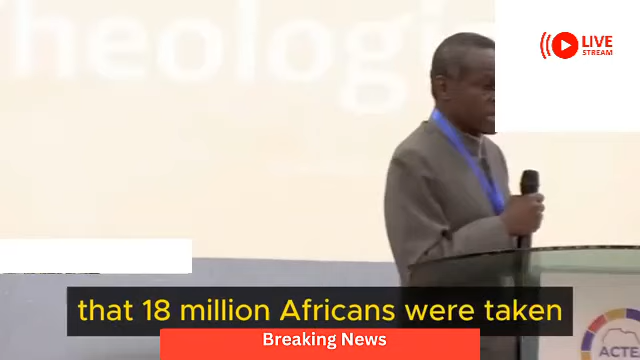 heologi
LIVE
STREAM
that 18 million Africans were taken
Breaking News
ACTE